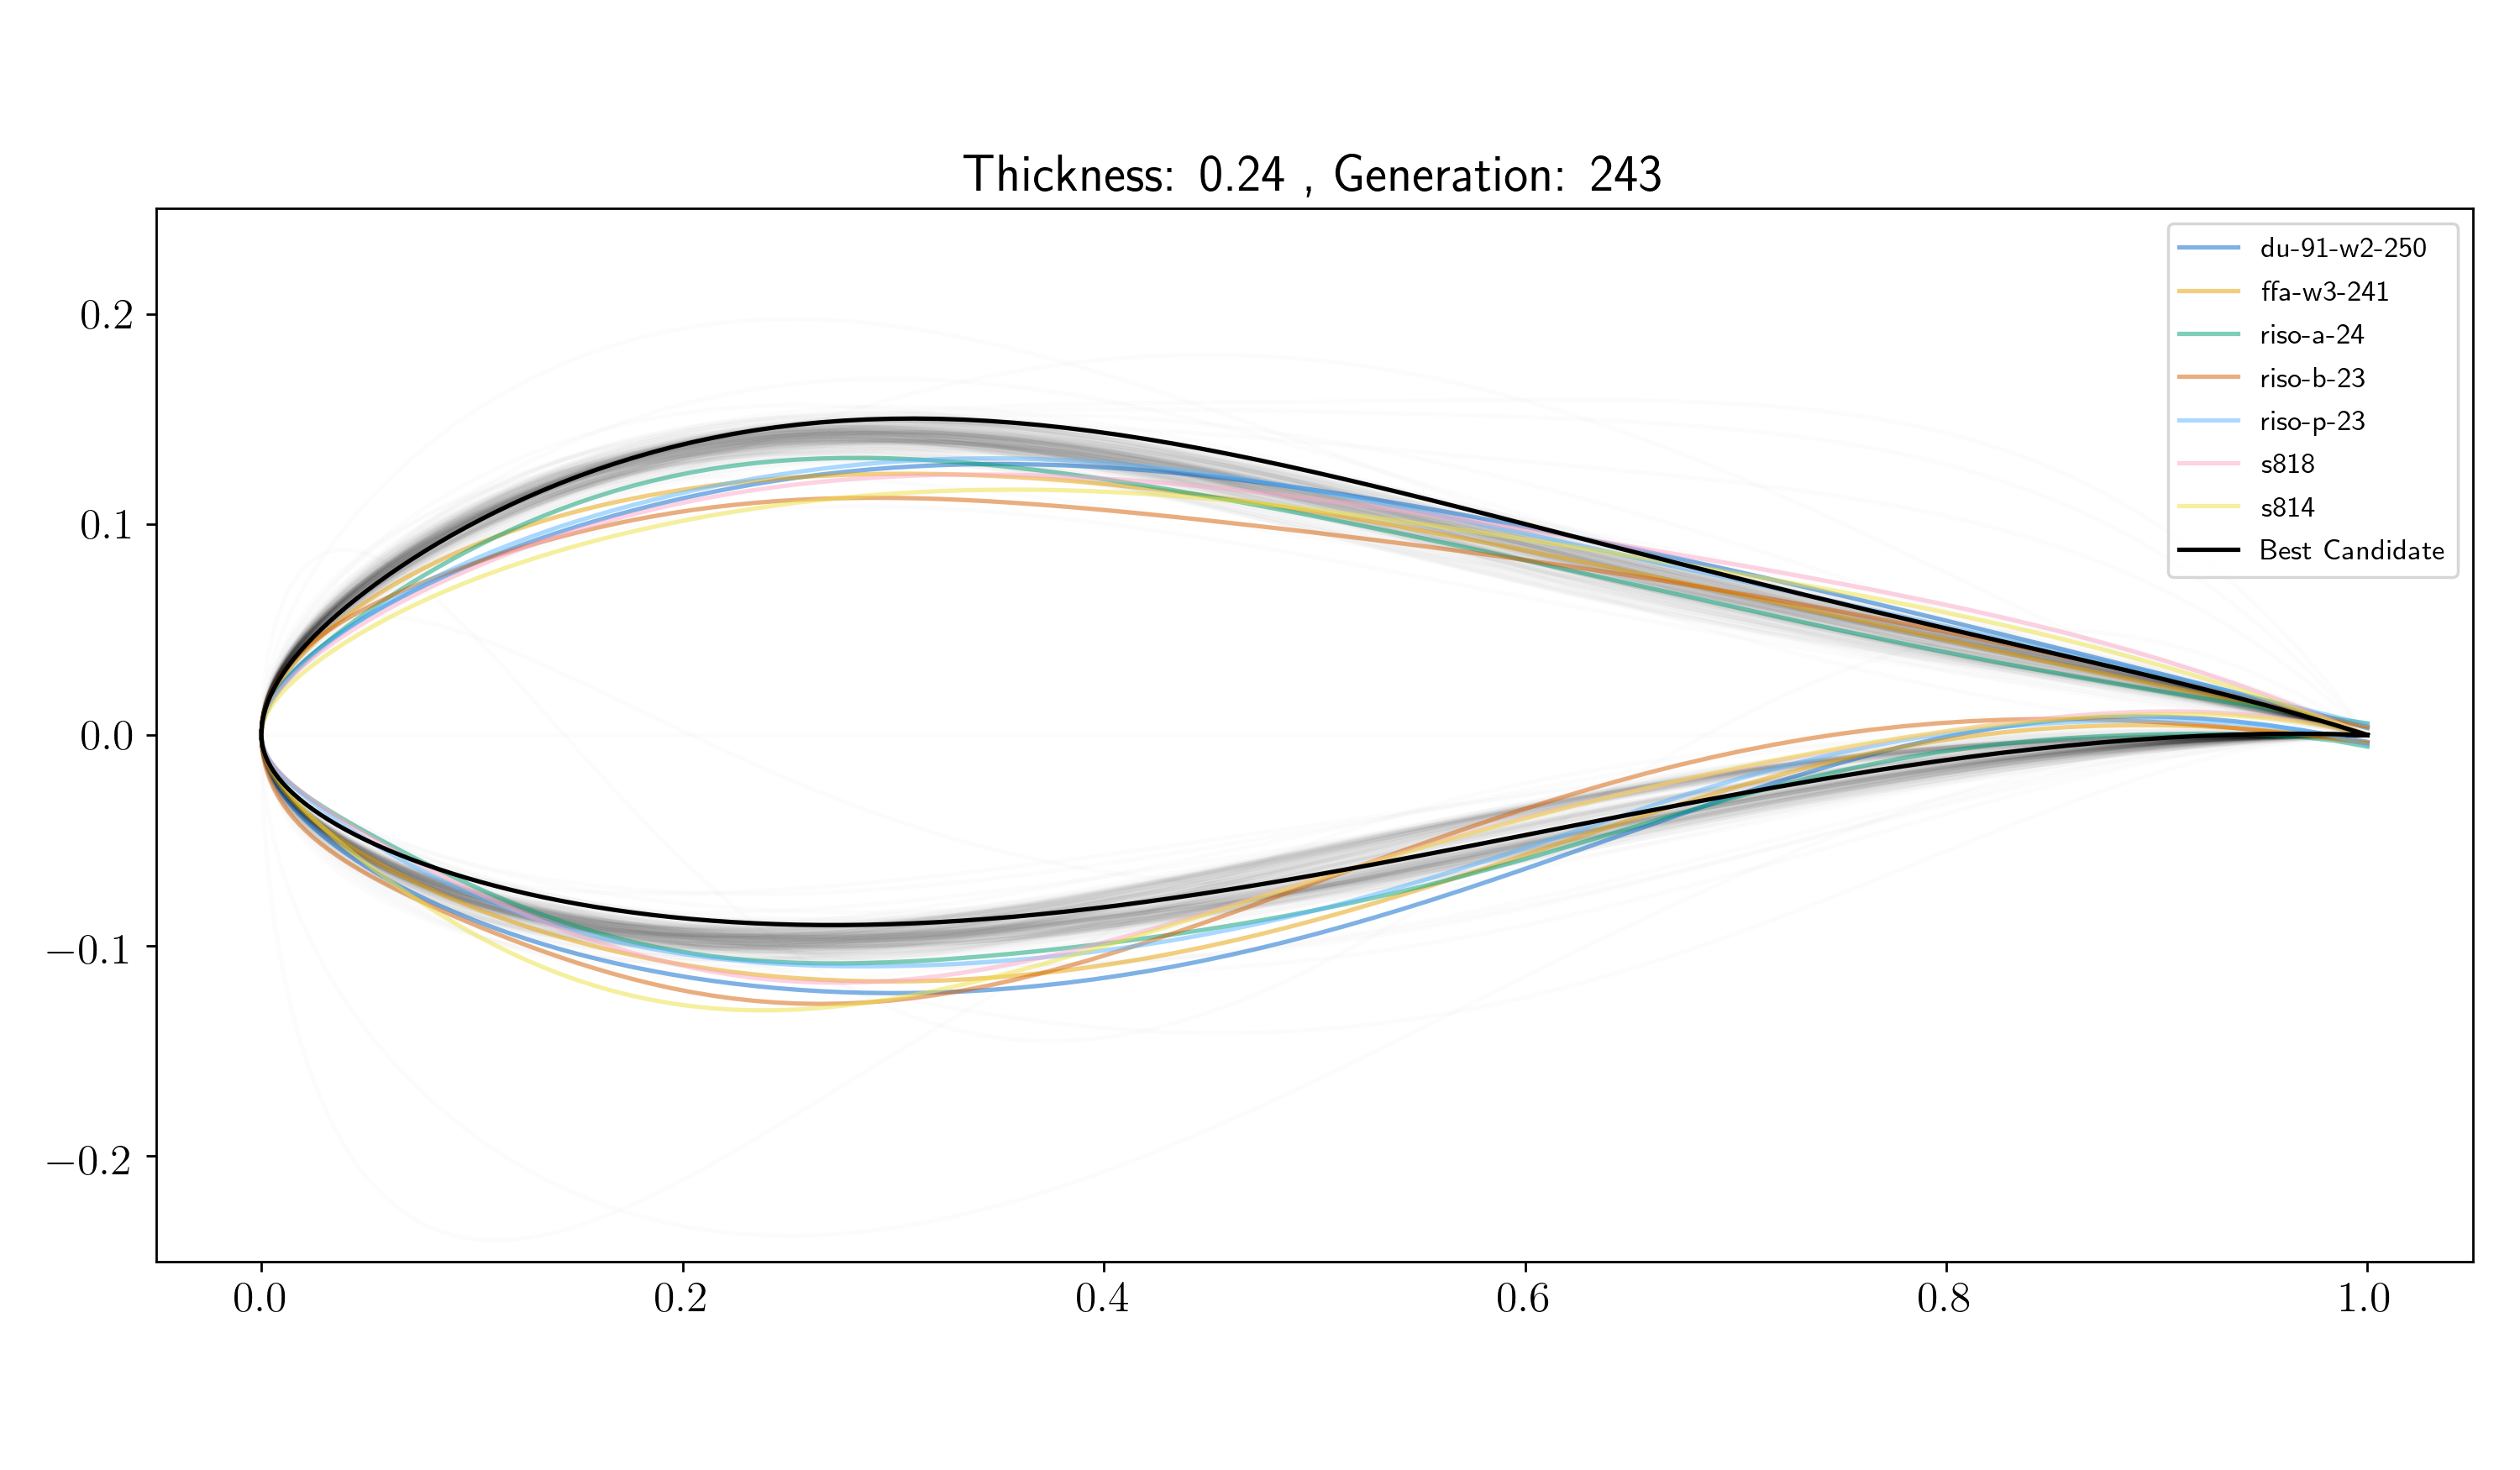 Thickness: 0.24 , Generation: 243
du-91-w2-250
ffa-w3-241
riso-a-24
riso-b-23
riso-p-23
s818
s814
Best Candidate
0.2
0.1
0.0
−0.1
−0.2
0.0 0.2 0.4 0.6 0.8 1.0